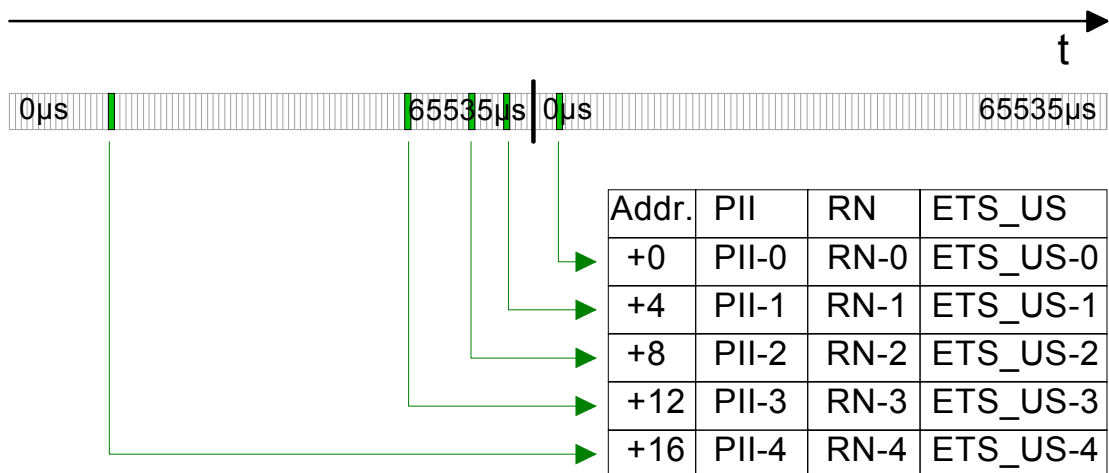 t
0µs 65535µs 0µs 65535µs
Addr. PII RN ETS_US
+0 PII-0 RN-0 ETS_US-0
+4 PII-1 RN-1 ETS_US-1
+8 PII-2 RN-2 ETS_US-2
+12 PII-3 RN-3 ETS_US-3
+16 PII-4 RN-4 ETS_US-4